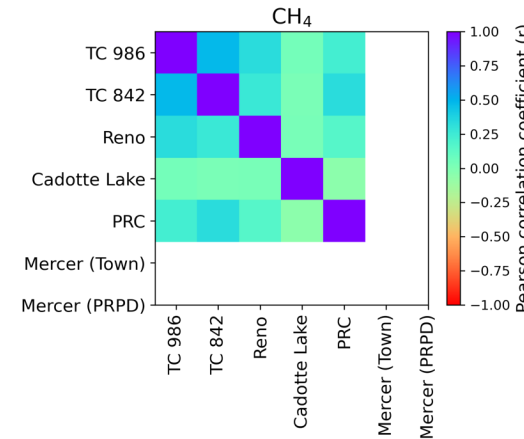 CH4
TC 986
TC 842
Reno
Cadotte Lake
PRC
Mercer (Town)
Mercer (PRPD)
TC 986
TC 842
Reno
Cadotte Lake
PRC
Mercer (Town)
Mercer (PRPD)
1.00
0.75
0.50
0.25
0.00
−0.25
−0.50
−0.75
−1.00
Pearson correlation coefficient (r)